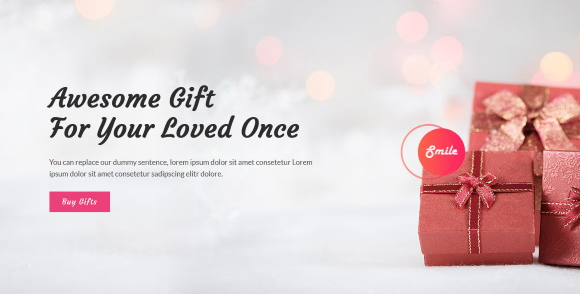 Awesome Gift
For Your Loved Once
You can replace our dummy sentence, lorem ipsum dolor sit amet consetetur Lorem
ipsum dolor sit amet consetetur sadipscing elitr dolore.
Buy Gifts
Smile